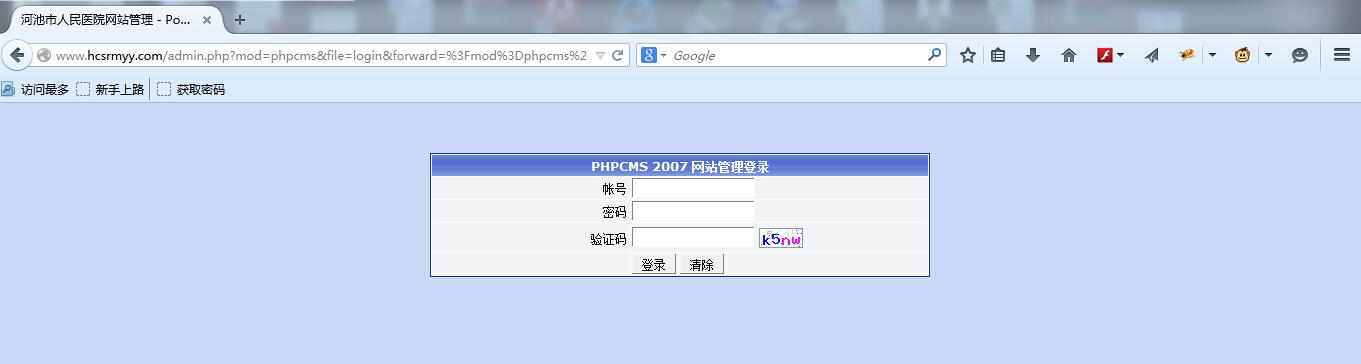 河池市人民医院网站管理 - Po...
www.hcsrmyy.com/admin.php?mod=phpcms&file=login&forward=%3Fmod%3Dphpcms%2
Google
访问最多 新手上路 获取密码
PHPCMS 2007 网站管理登录
帐号
密码
验证码 k5nw
登录 清除